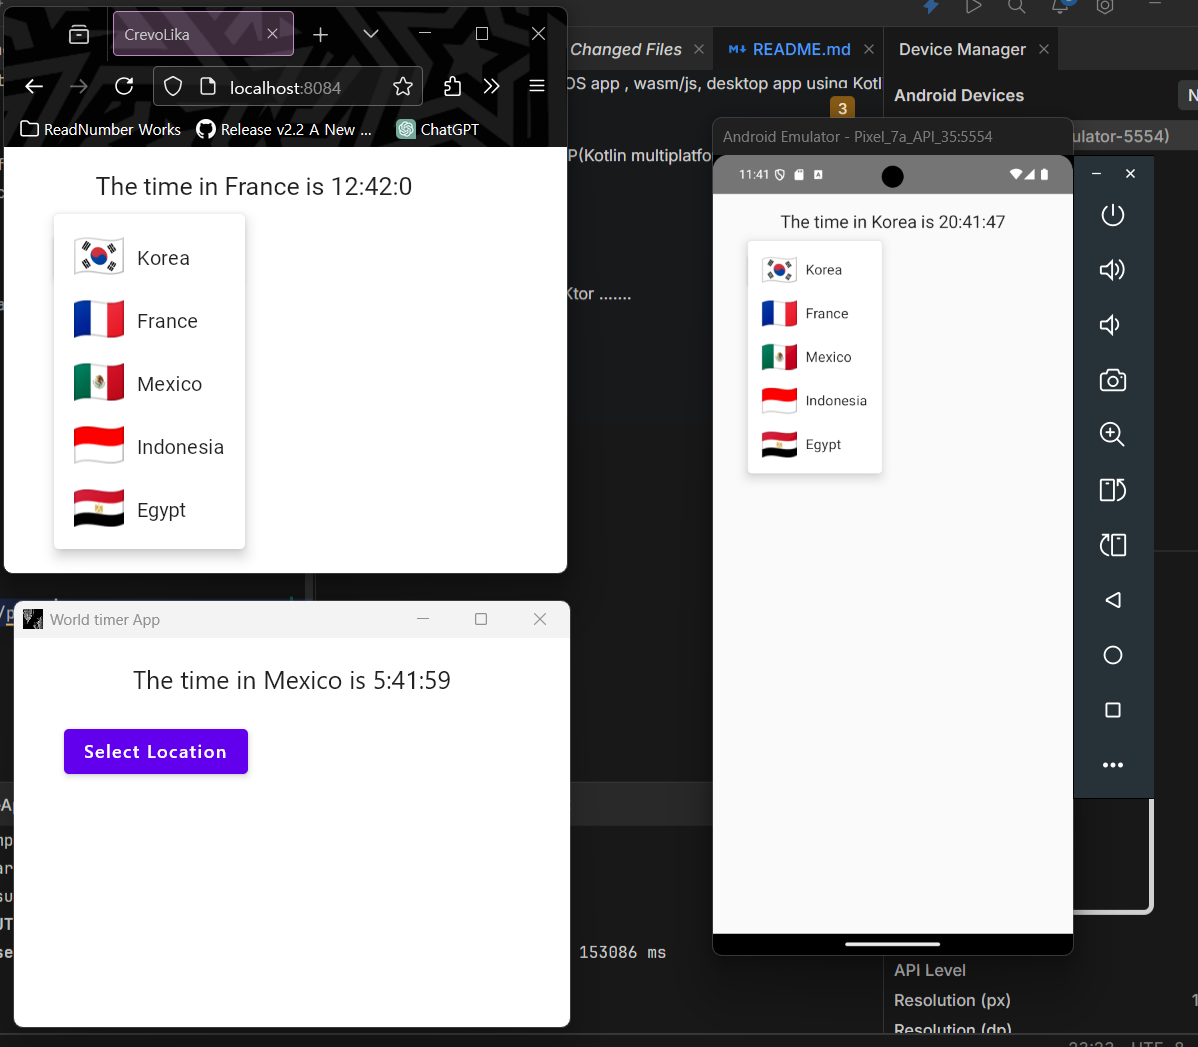 CrevoLika
localhost:8084
ReadNumber Works
Release v2.2 A New ...
ChatGPT
The time in France is 12:42:0
Korea
France
Mexico
Indonesia
Egypt
World timer App
The time in Mexico is 5:41:59
Select Location
153086 ms
Changed Files
README.md
Device Manager
OS app , wasm/js, desktop app using Kotl
Android Devices
3
Android Emulator - Pixel_7a_API_35:5554
ulator-5554)
P(Kotlin multiplatfo
11:41
The time in Korea is 20:41:47
Korea
France
Mexico
Indonesia
Egypt
Ktor .......
API Level
Resolution (px)
Resolution (dp)